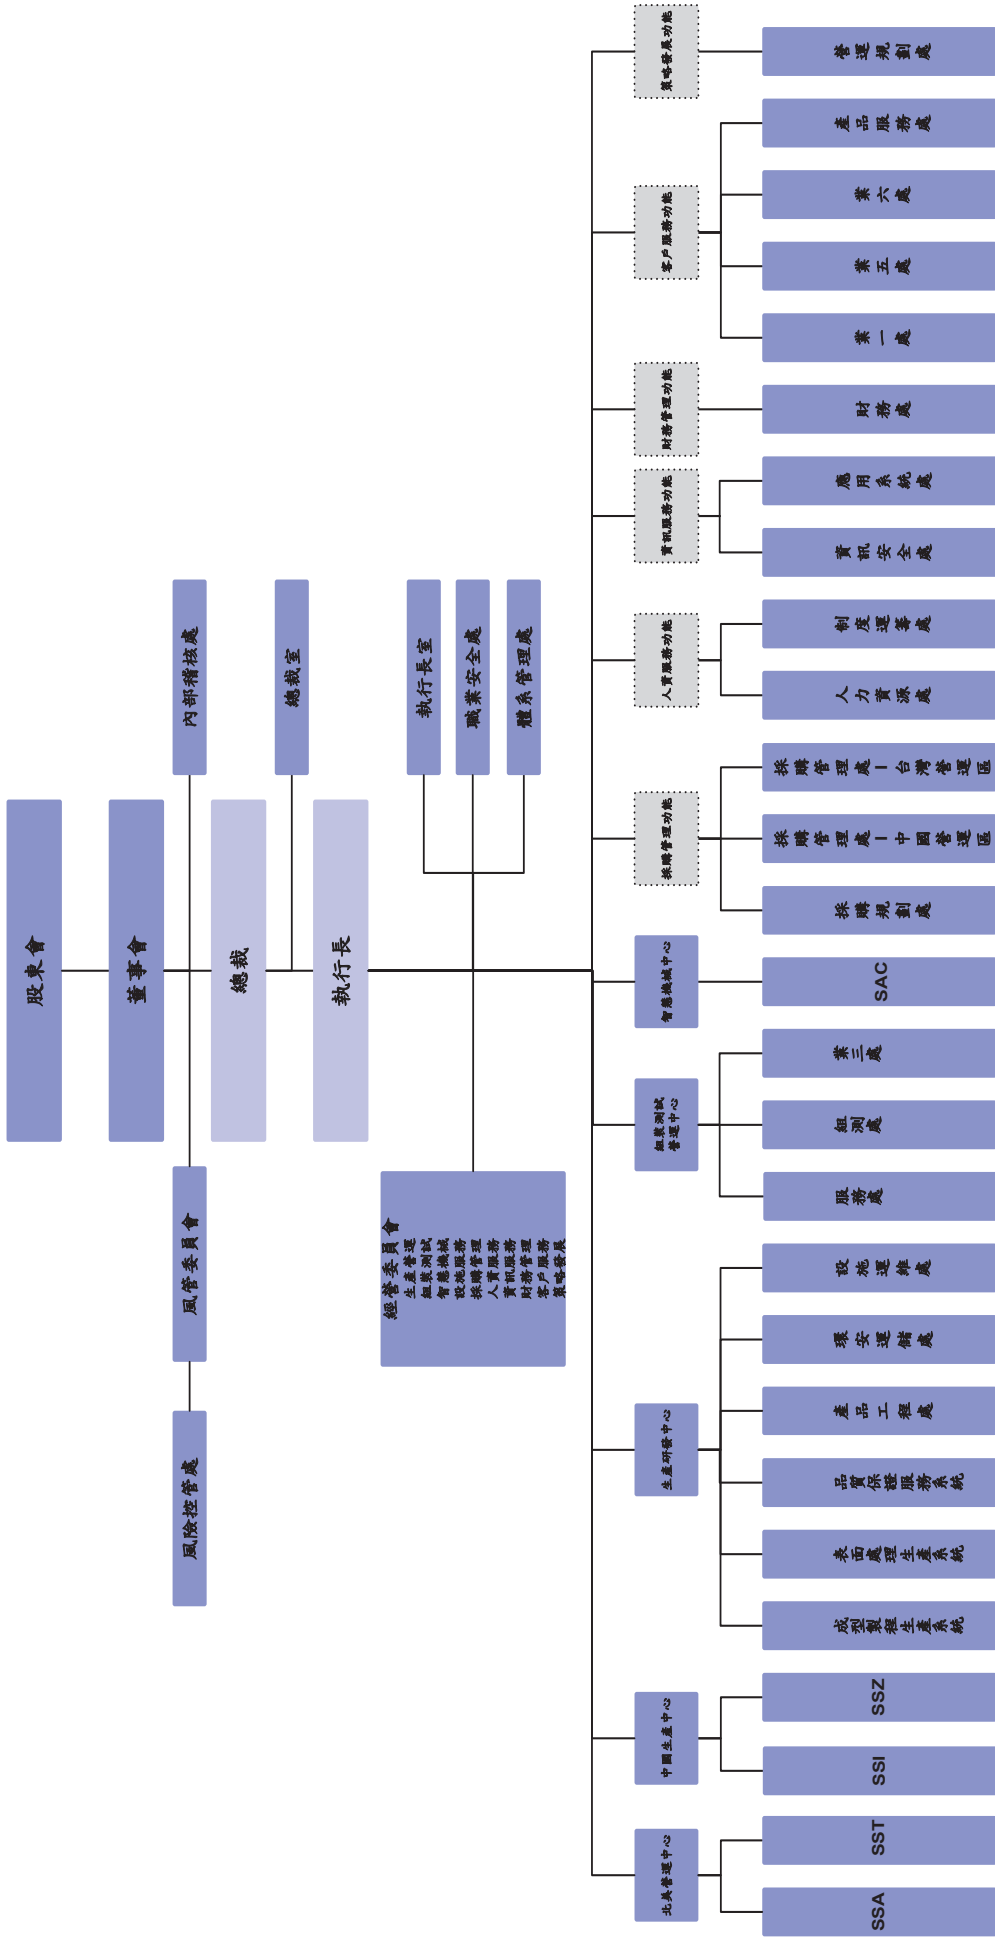 股東會
董事會
總裁
執行長
風險控管處
風管委員會
內部稽核處
總裁室
執行長室
職業安全處
體系管理處
經營委員會
生產營運
組裝測試
智慧機械
設施服務
採購管理
人資服務
資訊服務
財務管理
客戶服務
策略發展
北美營運中心
中國生產中心
生產研發中心
組裝測試
營運中心
智慧機械中心
採購管理功能
人資服務功能
資訊服務功能
財務管理功能
客戶服務功能
策略發展功能
SSA
SST
SSI
SSZ
成型製程生產系統
表面處理生產系統
品質保證服務系統
產品工程處
環安運儲處
設施運維處
服務處
組測處
業三處
SAC
採購規劃處
採購管理處－中國營運區
採購管理處－台灣營運區
人力資源處
制度運籌處
資訊安全處
應用系統處
財務處
業一處
業五處
業六處
產品服務處
營運規劃處